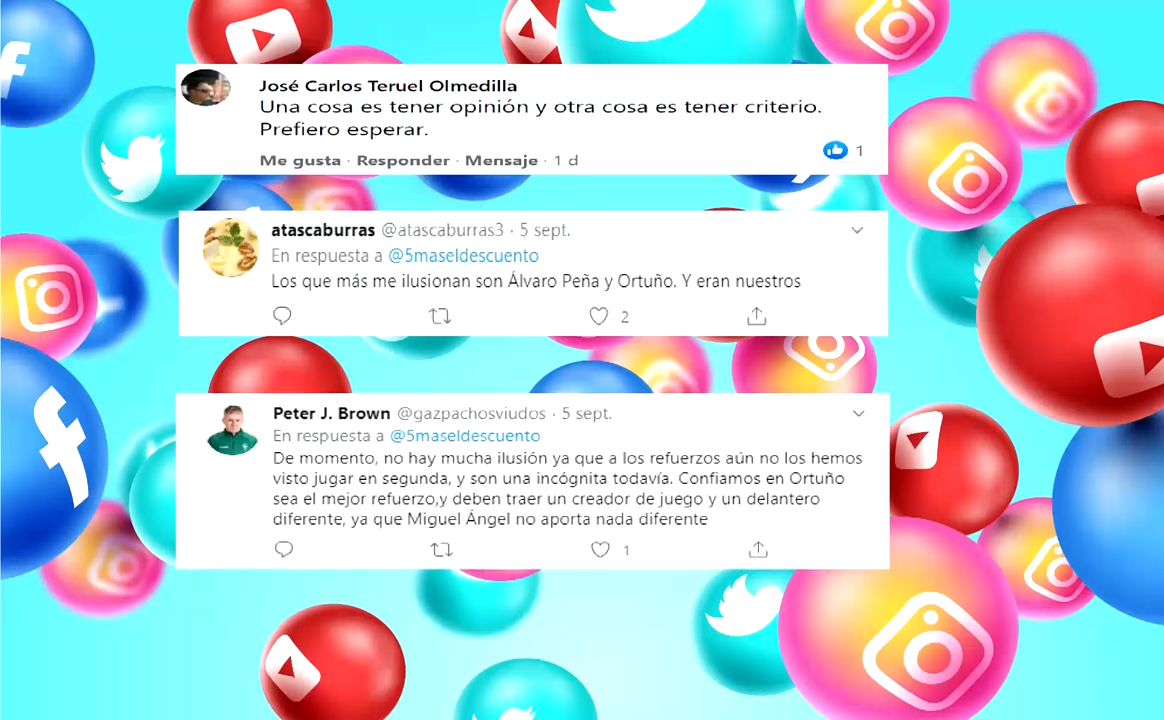 José Carlos Teruel Olmedilla
Una cosa es tener opinión y otra cosa es tener criterio.
Prefiero esperar.
Me gusta · Responder · Mensaje · 1 d
1
atascaburras @atascaburras3 · 5 sept.
En respuesta a @5maseldescuento
Los que más me ilusionan son Álvaro Peña y Ortuño. Y eran nuestros
2
Peter J. Brown @gazpachosviudos · 5 sept.
En respuesta a @5maseldescuento
De momento, no hay mucha ilusión ya que a los refuerzos aún no los hemos
visto jugar en segunda, y son una incógnita todavía. Confiamos en Ortuño
sea el mejor refuerzo,y deben traer un creador de juego y un delantero
diferente, ya que Miguel Ángel no aporta nada diferente
1